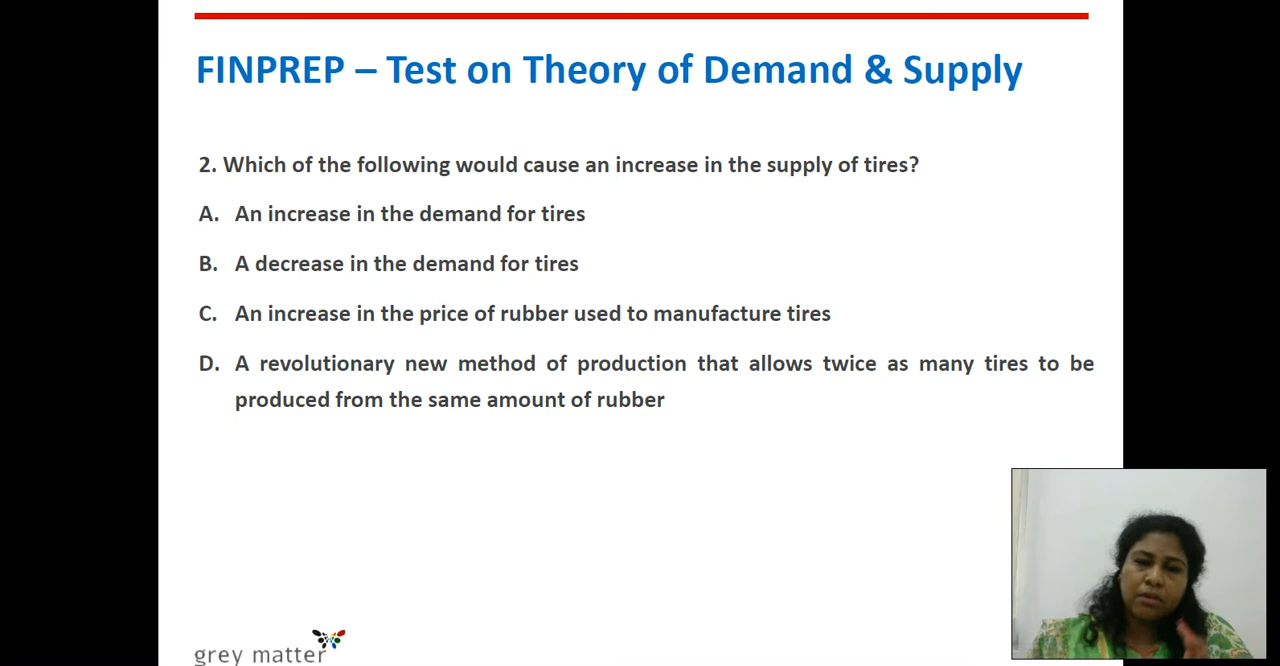 FINPREP – Test on Theory of Demand & Supply
2. Which of the following would cause an increase in the supply of tires?
A. An increase in the demand for tires
B. A decrease in the demand for tires
C. An increase in the price of rubber used to manufacture tires
D. A revolutionary new method of production that allows twice as many tires to be
produced from the same amount of rubber
grey matter